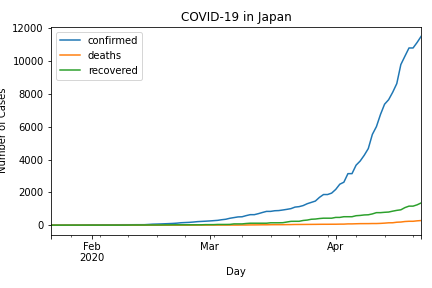 COVID-19 in Japan
confirmed
deaths
recovered
12000
10000
8000
6000
4000
2000
0
Number of Cases
Feb
2020
Mar
Apr
Day